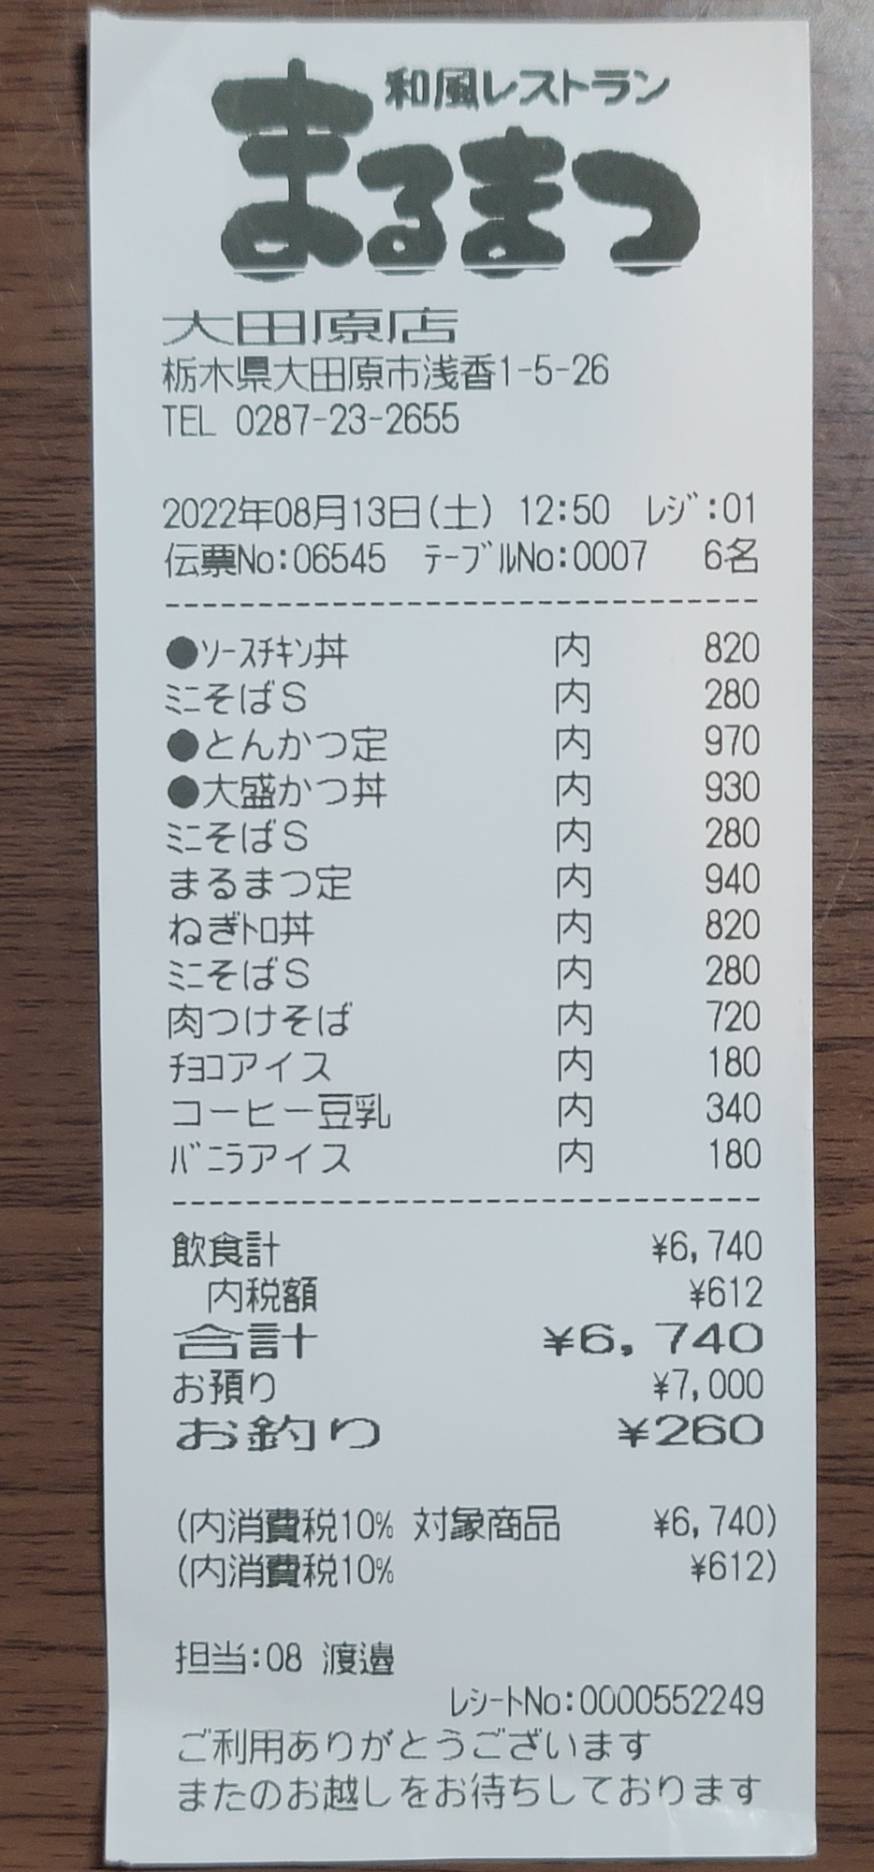 和風レストラン
まるまつ
大田原店
栃木県大田原市浅香1-5-26
TEL 0287-23-2655
2022年08月13日(土) 12:50 ﾚｼﾞ:01
伝票No:06545 ﾃｰﾌﾞﾙNo:0007 6名
--------------------------------
●ｿｰｽﾁｷﾝ丼 内 820
ﾐﾆそばS 内 280
●とんかつ定 内 970
●大盛かつ丼 内 930
ﾐﾆそばS 内 280
まるまつ定 内 940
ねぎﾄﾛ丼 内 820
ﾐﾆそばS 内 280
肉つけそば 内 720
ﾁｮｺアイス 内 180
コーヒー豆乳 内 340
ﾊﾞﾆﾗアイス 内 180
--------------------------------
飲食計 ¥6,740
内税額 ¥612
合計 ¥6,740
お預り ¥7,000
お釣り ¥260
(内消費税10% 対象商品 ¥6,740)
(内消費税10% ¥612)
担当:08 渡邉
ﾚｼｰﾄNo:0000552249
ご利用ありがとうございます
またのお越しをお待ちしております